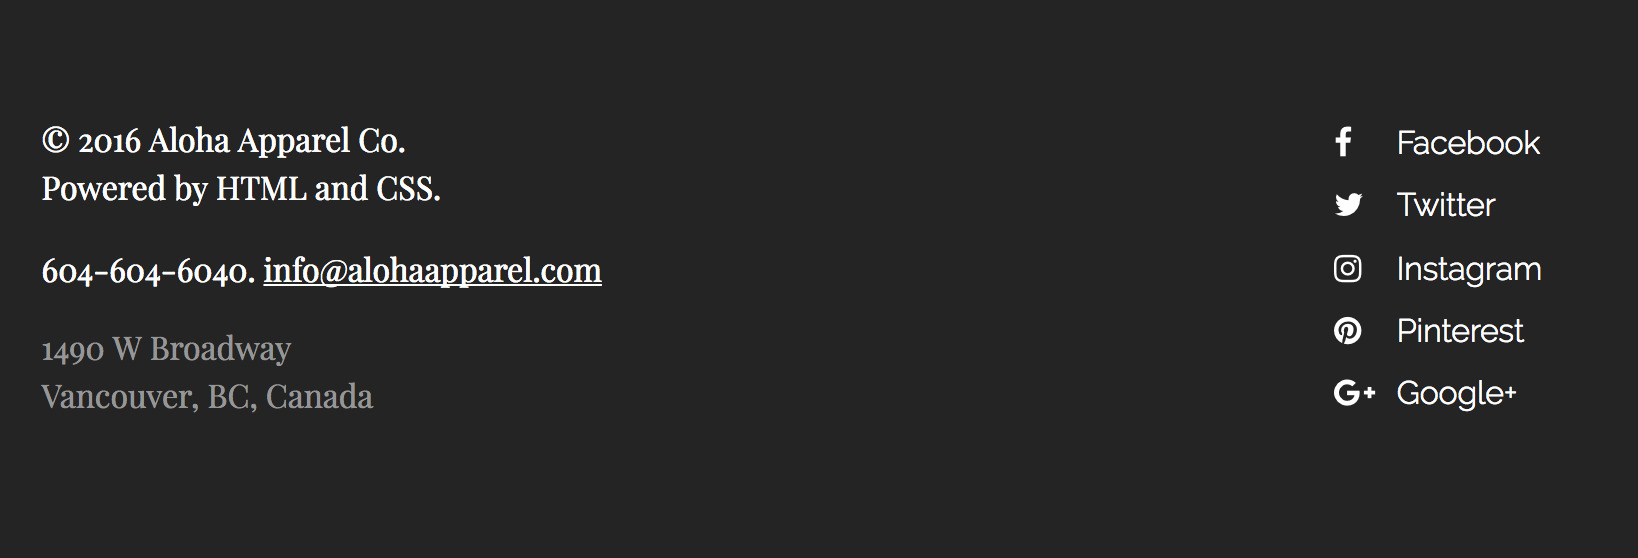 © 2016 Aloha Apparel Co.
Powered by HTML and CSS.
604-604-6040. info@alohaapparel.com
1490 W Broadway
Vancouver, BC, Canada
Facebook
Twitter
Instagram
Pinterest
Google+